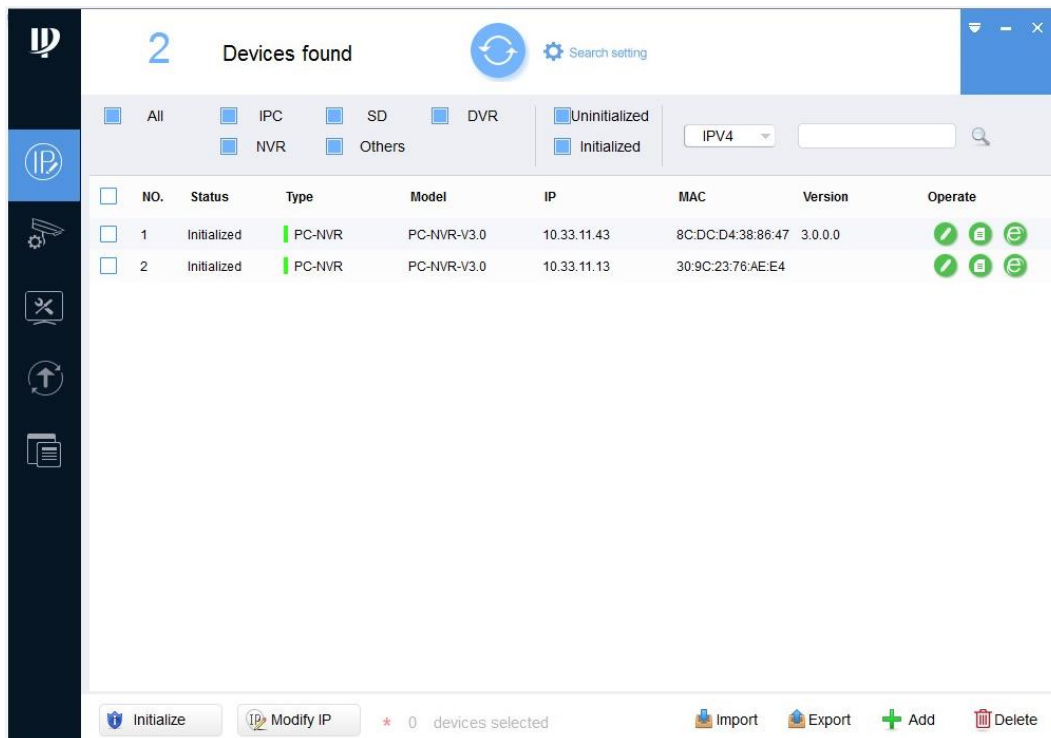 2 Devices found Search setting
All IPC SD DVR Uninitialized
NVR Others Initialized IPV4
NO. Status Type Model IP MAC Version Operate
1 Initialized PC-NVR PC-NVR-V3.0 10.33.11.43 8C:DC:D4:38:86:47 3.0.0.0
2 Initialized PC-NVR PC-NVR-V3.0 10.33.11.13 30:9C:23:76:AE:E4
Initialize Modify IP * 0 devices selected Import Export Add Delete